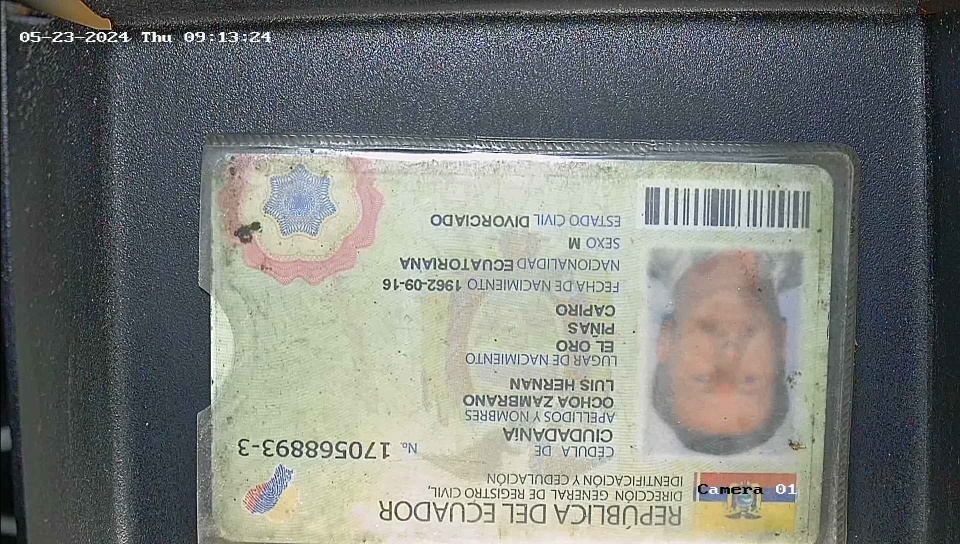 05-23-2024 Thu 09:13:24
Camera 01
REPÚBLICA DEL ECUADOR
DIRECCIÓN GENERAL DE REGISTRO CIVIL,
IDENTIFICACIÓN Y CEDULACIÓN
CÉDULA DE
CIUDADANÍA
No. 170568893-3
APELLIDOS Y NOMBRES
OCHOA ZAMBRANO
LUIS HERNAN
LUGAR DE NACIMIENTO
EL ORO
PIÑAS
CAPIRO
FECHA DE NACIMIENTO 1962-09-16
NACIONALIDAD ECUATORIANA
SEXO M
ESTADO CIVIL DIVORCIADO